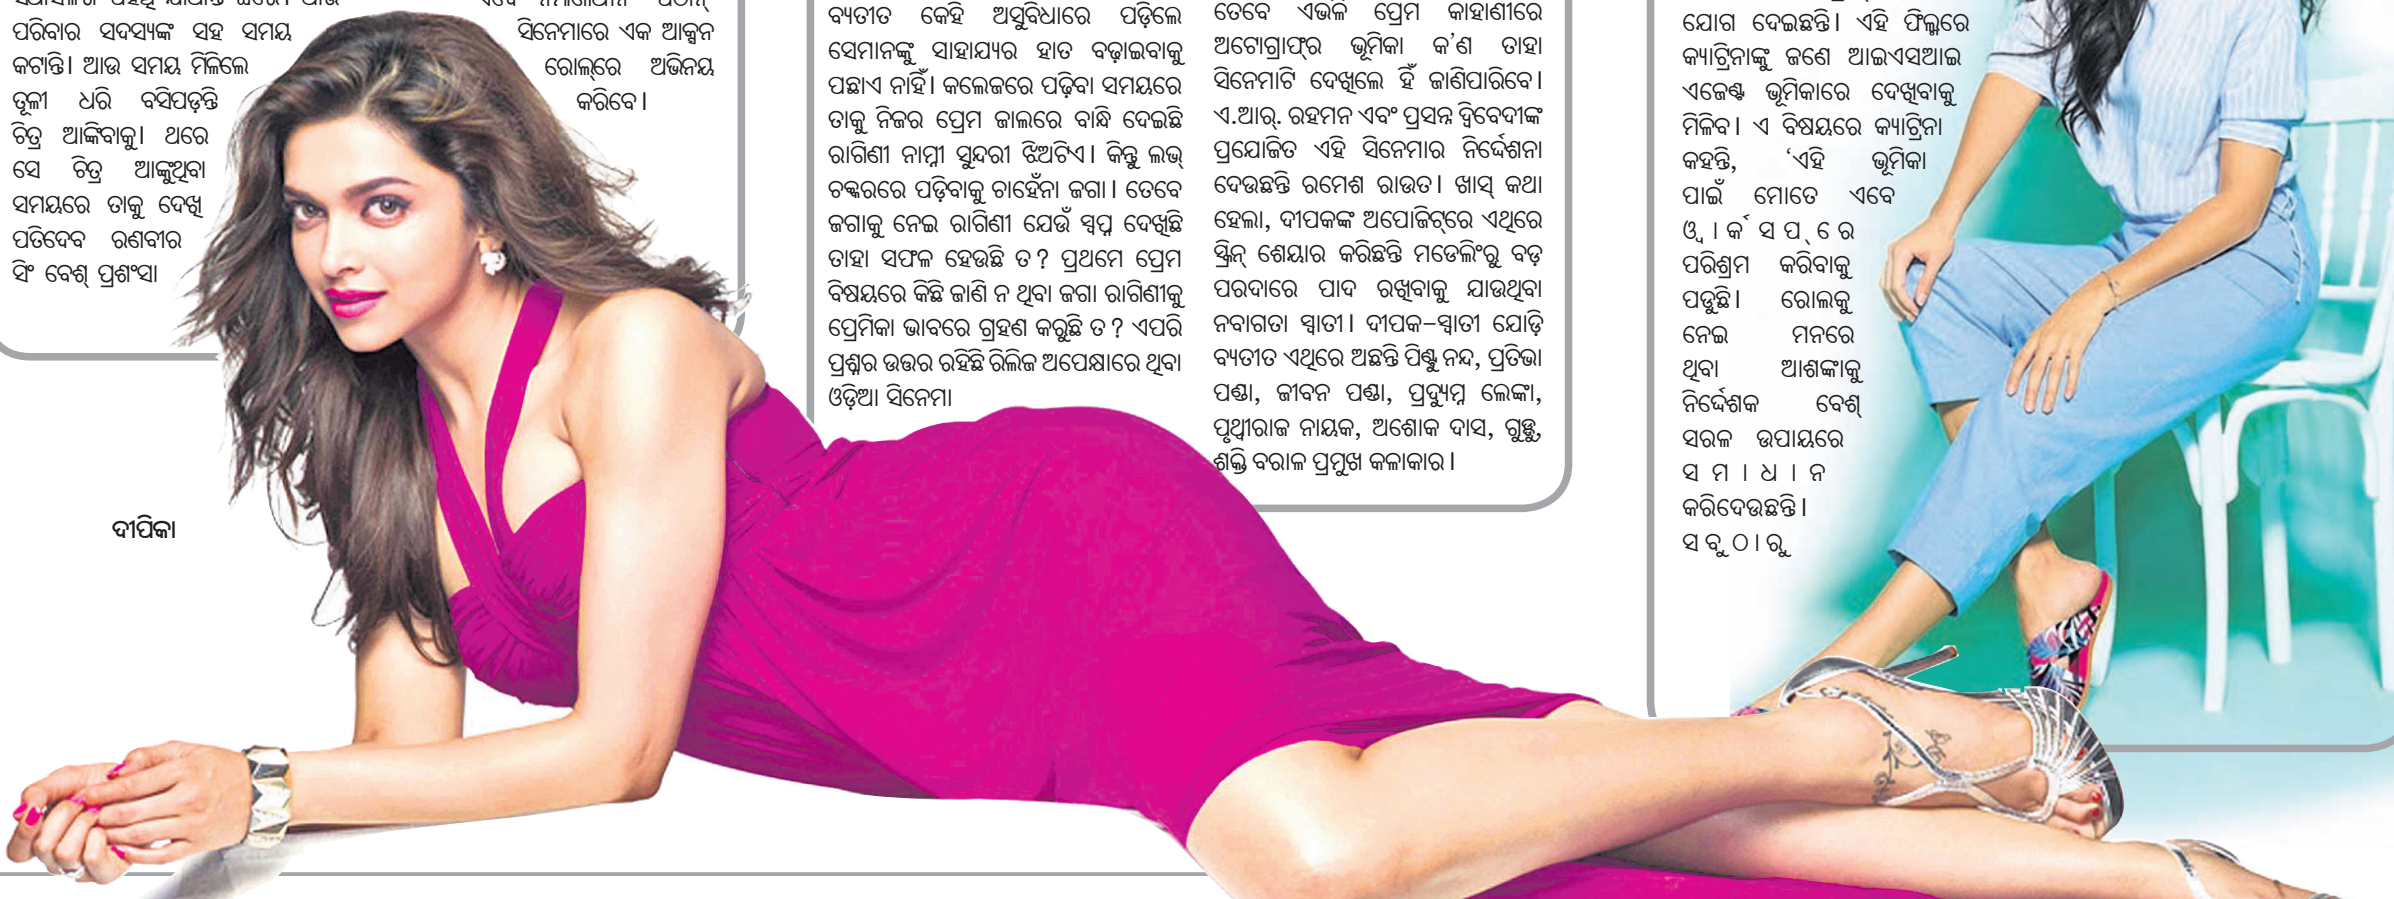 ପରିବାର ସଦସ୍ୟଙ୍କ ସହ ସମୟ
କଟାନ୍ତି। ଆଉ ସମୟ ମିଳିଲେ
ତୂଳୀ ଧରି ବସିପଡ଼ନ୍ତି
ଚିତ୍ର ଆଙ୍କିବାକୁ। ଥରେ
ସେ ଚିତ୍ର ଆଙ୍କୁଥିବା
ସମୟରେ ତାକୁ ଦେଖି
ପତିଦେବ ରଣବୀର
ସିଂ ବେଶ୍ ପ୍ରଶଂସା
ସିନେମାରେ ଏକ ଆକ୍ସନ
ରୋଲ୍‌ରେ ଅଭିନୟ
କରିବେ।
ଦୀପିକା
ବ୍ୟତୀତ କେହି ଅସୁବିଧାରେ ପଡ଼ିଲେ
ସେମାନଙ୍କୁ ସାହାଯ୍ୟର ହାତ ବଢ଼ାଇବାକୁ
ପଛାଏ ନାହିଁ। କଲେଜରେ ପଢ଼ିବା ସମୟରେ
ତାକୁ ନିଜର ପ୍ରେମ ଜାଲରେ ବାନ୍ଧି ଦେଇଛି
ରାଗିଣୀ ନାମ୍ନୀ ସୁନ୍ଦରୀ ଝିଅଟିଏ। କିନ୍ତୁ ଲଭ୍
ଚକ୍କରରେ ପଡ଼ିବାକୁ ଚାହେଁନା ଜଗା। ତେବେ
ଜଗାକୁ ନେଇ ରାଗିଣୀ ଯେଉଁ ସ୍ୱପ୍ନ ଦେଖିଛି
ତାହା ସଫଳ ହେଉଛି ତ? ପ୍ରଥମେ ପ୍ରେମ
ବିଷୟରେ କିଛି ଜାଣି ନ ଥିବା ଜଗା ରାଗିଣୀକୁ
ପ୍ରେମିକା ଭାବରେ ଗ୍ରହଣ କରୁଛି ତ? ଏପରି
ପ୍ରଶ୍ନର ଉତ୍ତର ରହିଛି ରିଲିଜ ଅପେକ୍ଷାରେ ଥିବା
ଓଡ଼ିଆ ସିନେମା
ତେବେ ଏଭଳି ପ୍ରେମ କାହାଣୀରେ
ଅଟୋଗ୍ରାଫ୍‌ର ଭୂମିକା କ'ଣ ତାହା
ସିନେମାଟି ଦେଖିଲେ ହିଁ ଜାଣିପାରିବେ।
ଏ.ଆର୍. ରହମନ ଏବଂ ପ୍ରସନ୍ନ ଦ୍ୱିବେଦୀଙ୍କ
ପ୍ରଯୋଜିତ ଏହି ସିନେମାର ନିର୍ଦ୍ଦେଶନା
ଦେଉଛନ୍ତି ରମେଶ ରାଉତ। ଖାସ୍ କଥା
ହେଲା, ଦୀପକଙ୍କ ଅପୋଜିଟ୍‌ରେ ଏଥିରେ
ସ୍କ୍ରିନ୍ ଶେୟାର କରିଛନ୍ତି ମଡେଲିଂରୁ ବଡ଼
ପରଦାରେ ପାଦ ରଖିବାକୁ ଯାଉଥିବା
ନବାଗତା ସ୍ୱାତୀ। ଦୀପକ-ସ୍ୱାତୀ ଯୋଡ଼ି
ବ୍ୟତୀତ ଏଥିରେ ଅଛନ୍ତି ପିଣ୍ଟୁ ନନ୍ଦ, ପ୍ରତିଭା
ପଣ୍ଡା, ଜୀବନ ପଣ୍ଡା, ପ୍ରଦ୍ୟୁମ୍ନ ଲେଙ୍କା,
ପୃଥ୍ୱୀରାଜ ନାୟକ, ଅଶୋକ ଦାସ, ଗୁଡ୍ଡୁ,
ଶକ୍ତି ବରାଳ ପ୍ରମୁଖ କଳାକାର।
ଯୋଗ ଦେଇଛନ୍ତି। ଏହି ଫିଲ୍ମରେ
କ୍ୟାଟ୍ରିନାଙ୍କୁ ଜଣେ ଆଇଏସଆଇ
ଏଜେଣ୍ଟ ଭୂମିକାରେ ଦେଖିବାକୁ
ମିଳିବ। ଏ ବିଷୟରେ କ୍ୟାଟ୍ରିନା
କହନ୍ତି, 'ଏହି ଭୂମିକା
ପାଇଁ ମୋତେ ଏବେ
ଓ୍ୱାର୍କସପ୍‌ରେ
ପରିଶ୍ରମ କରିବାକୁ
ପଡୁଛି। ରୋଲକୁ
ନେଇ ମନରେ
ଥିବା ଆଶଙ୍କାକୁ
ନିର୍ଦ୍ଦେଶକ ବେଶ୍
ସରଳ ଉପାୟରେ
ସମାଧାନ
କରିଦେଉଛନ୍ତି।
ସବୁଠାରୁ